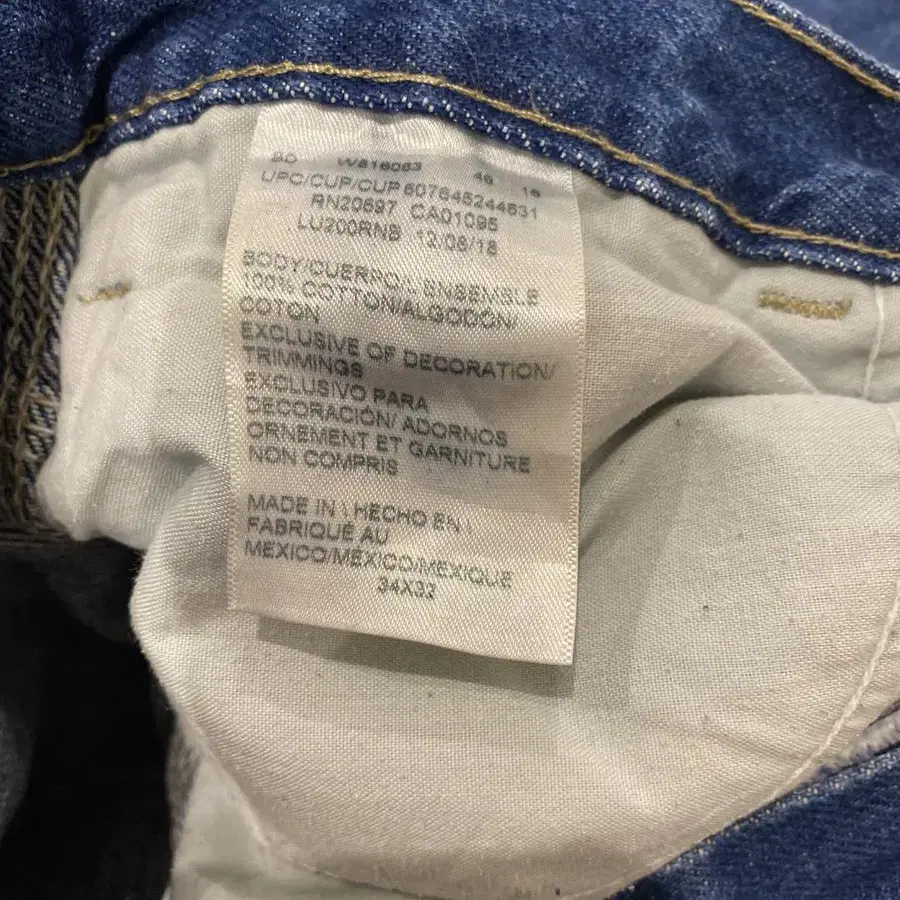 SO W818063 46 18
UPC/CUP/CUP 607645244631
RN20697 CA01095
LU200RNB 12/08/18
BODY/CUERPO/L ENSEMBLE
100% COTTON/ALGODON/
COTON
EXCLUSIVE OF DECORATION/
TRIMMINGS
EXCLUSIVO PARA
DECORACIÓN/ ADORNOS
ORNEMENT ET GARNITURE
NON COMPRIS
MADE IN \ HECHO EN \
FABRIQUÉ AU
MEXICO/MÉXICO/MEXIQUE
34X32